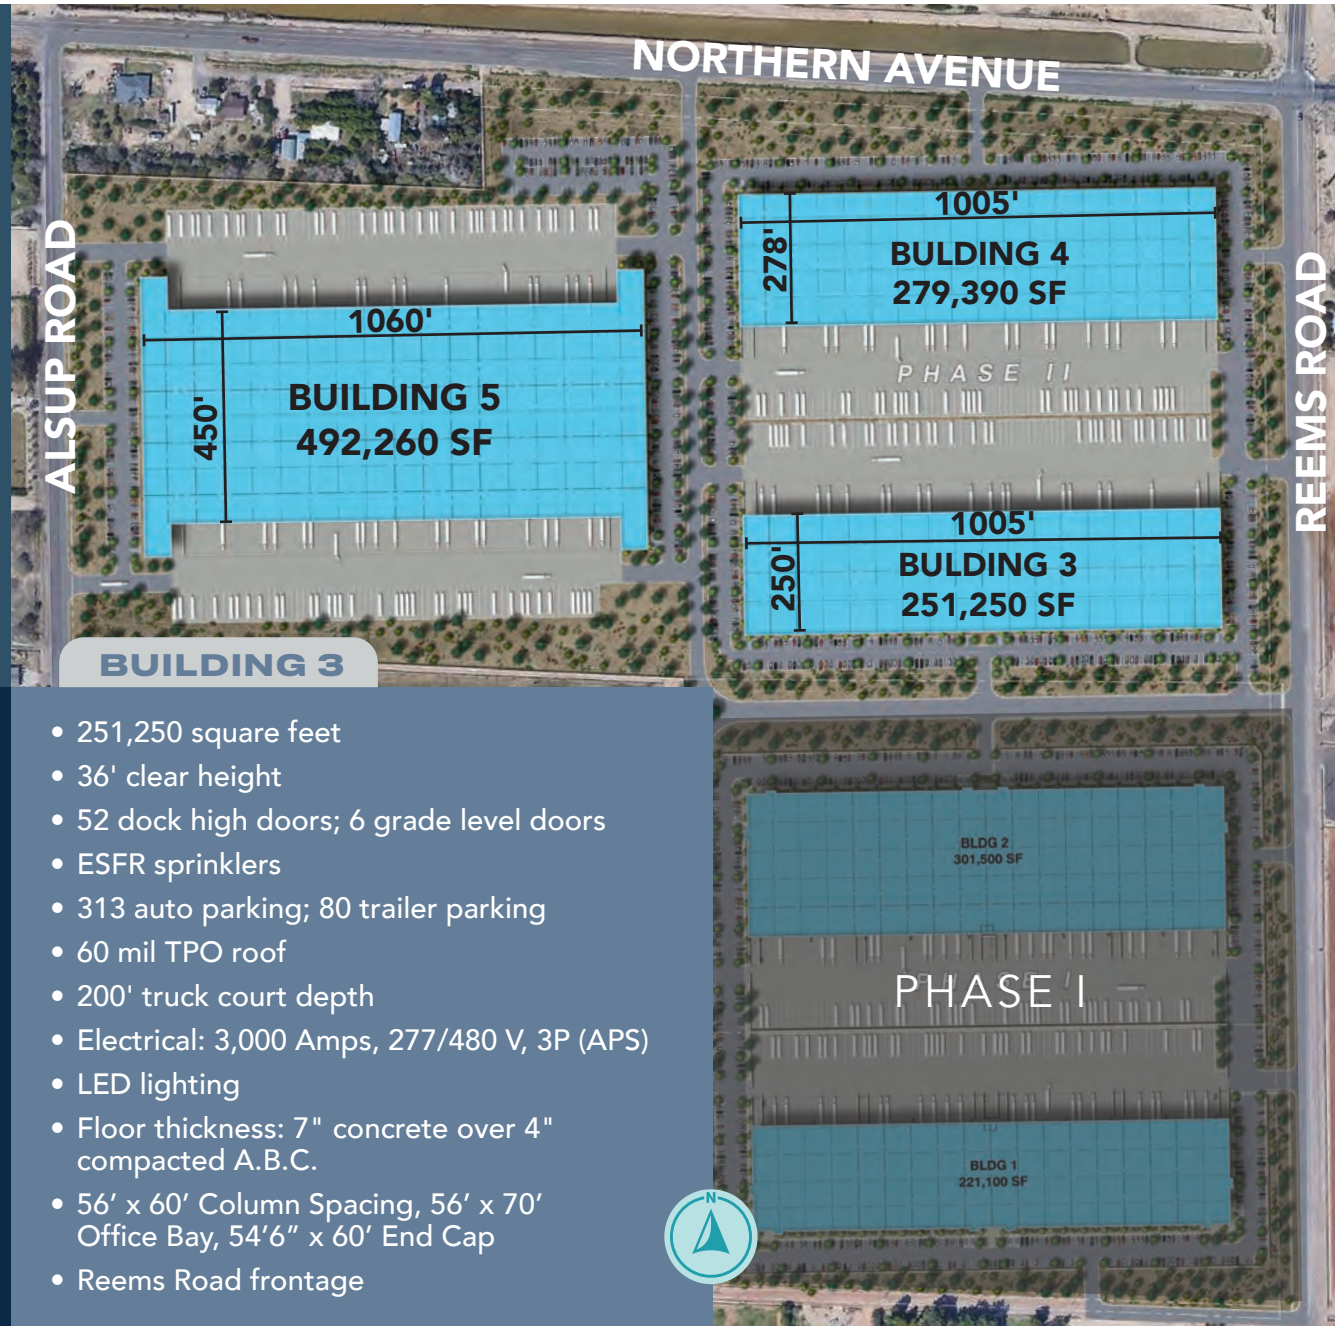 NORTHERN AVENUE
ALSUP ROAD
REEMS ROAD
1005'
278'
BULDING 4
279,390 SF
1060'
450'
BUILDING 5
492,260 SF
PHASE II
1005'
250'
BULDING 3
251,250 SF
BUILDING 3
• 251,250 square feet
• 36' clear height
• 52 dock high doors; 6 grade level doors
• ESFR sprinklers
• 313 auto parking; 80 trailer parking
• 60 mil TPO roof
• 200' truck court depth
• Electrical: 3,000 Amps, 277/480 V, 3P (APS)
• LED lighting
• Floor thickness: 7" concrete over 4"
compacted A.B.C.
• 56’ x 60’ Column Spacing, 56’ x 70’
Office Bay, 54’6” x 60’ End Cap
• Reems Road frontage
BLDG 2
301,500 SF
PHASE I
PHASE I
BLDG 1
221,100 SF
N